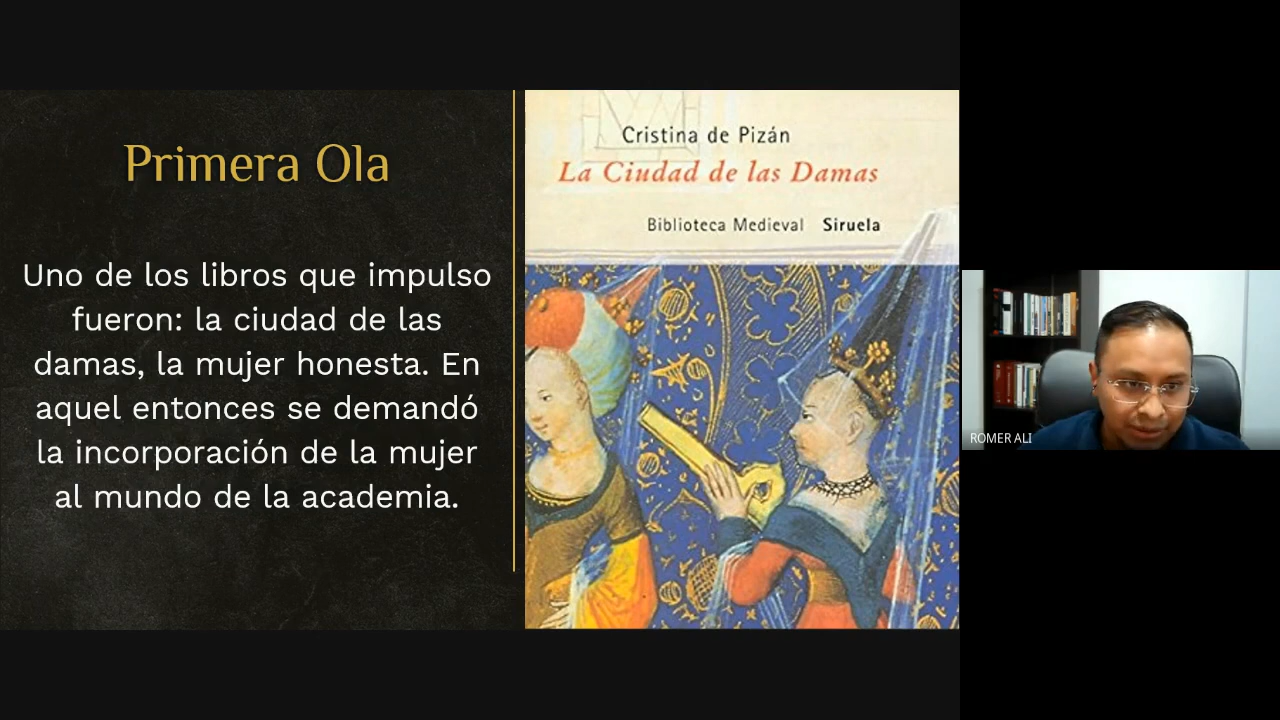 Primera Ola
Uno de los libros que impulso
fueron: la ciudad de las
damas, la mujer honesta. En
aquel entonces se demandó
la incorporación de la mujer
al mundo de la academia.
Cristina de Pizán
La Ciudad de las Damas
Biblioteca Medieval Siruela
ROMER ALI